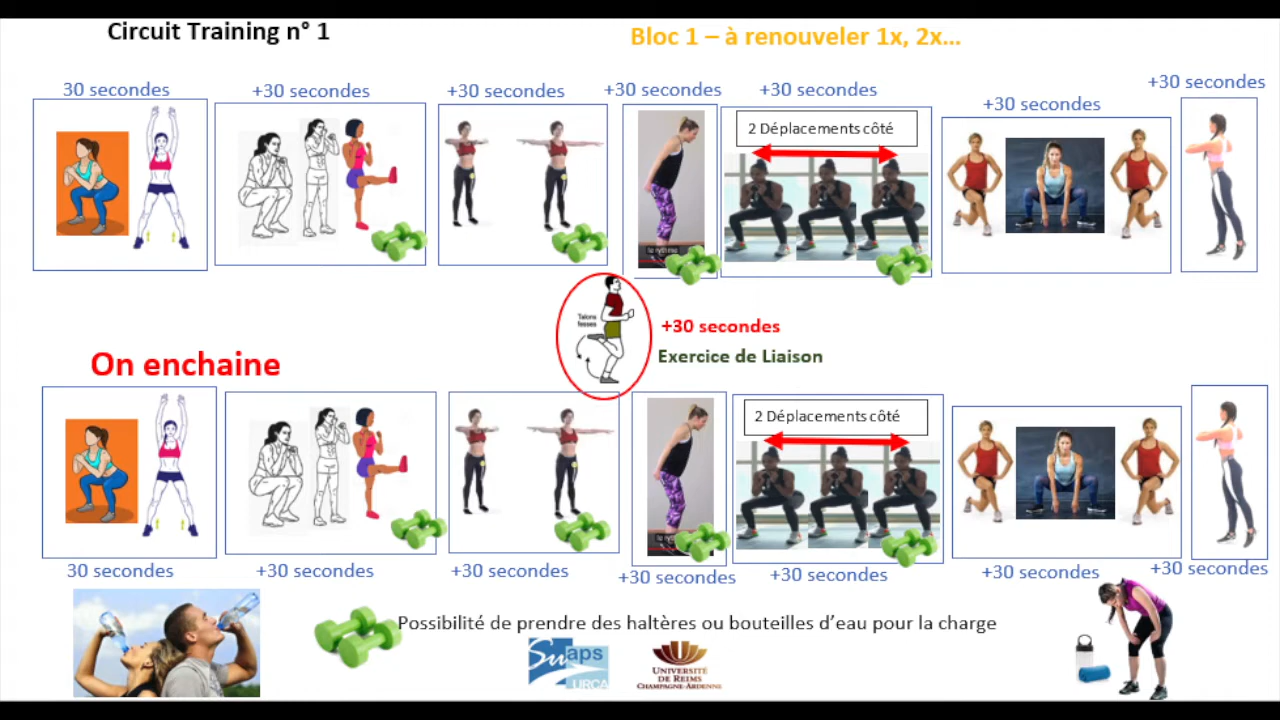 Circuit Training n° 1
Bloc 1 – à renouveler 1x, 2x…
30 secondes
+30 secondes
+30 secondes
+30 secondes
+30 secondes
+30 secondes
+30 secondes
2 Déplacements côté
le rythme
Talons
fesses
+30 secondes
Exercice de Liaison
On enchaine
2 Déplacements côté
30 secondes
+30 secondes
+30 secondes
+30 secondes
+30 secondes
+30 secondes
+30 secondes
Possibilité de prendre des haltères ou bouteilles d’eau pour la charge
Suaps
URCA
UNIVERSITÉ
DE REIMS
CHAMPAGNE-ARDENNE